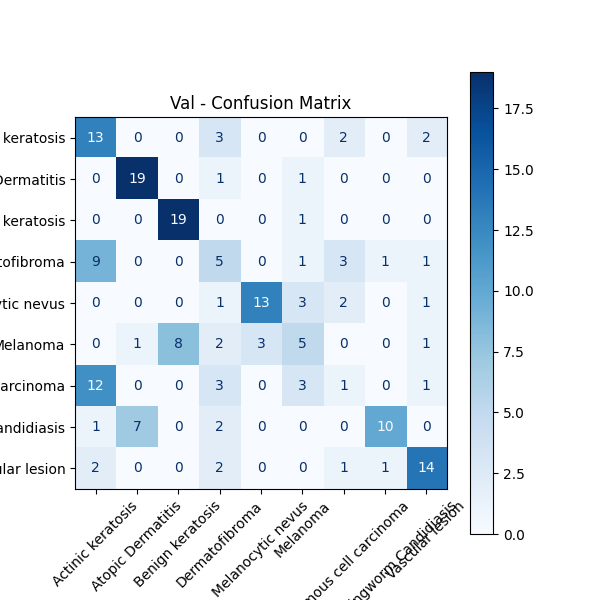 Val - Confusion Matrix
keratosis 13 0 0 3 0 0 2 0 2
Dermatitis 0 19 0 1 0 1 0 0 0
keratosis 0 0 19 0 0 1 0 0 0
tofibroma 9 0 0 5 0 1 3 1 1
ytic nevus 0 0 0 1 13 3 2 0 1
Melanoma 0 1 8 2 3 5 0 0 1
arcinoma 12 0 0 3 0 3 1 0 1
andidiasis 1 7 0 2 0 0 0 10 0
ular lesion 2 0 0 2 0 0 1 1 14
Actinic keratosis
Atopic Dermatitis
Benign keratosis
Dermatofibroma
Melanocytic nevus
Melanoma
mous cell carcinoma
ngworm Candidiasis
Vascular lesion
17.5
15.0
12.5
10.0
7.5
5.0
2.5
0.0